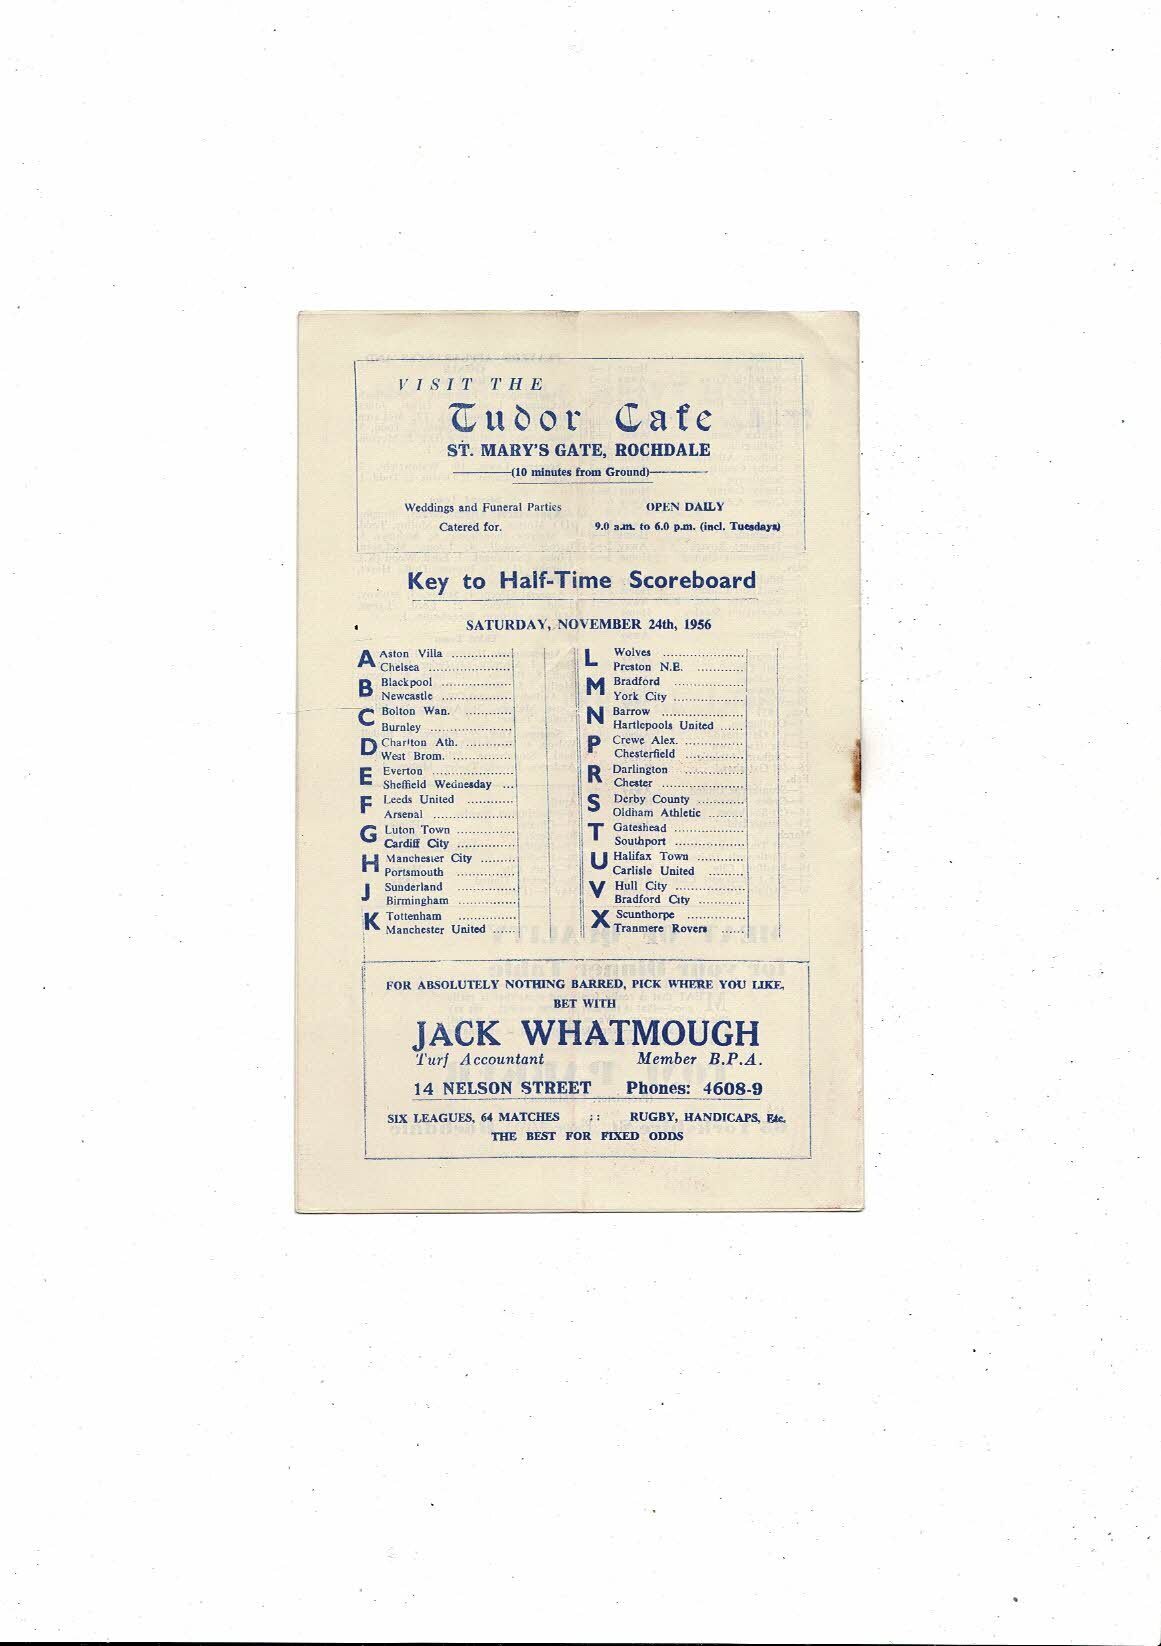 VISIT THE
Tudor Cafe
ST. MARY'S GATE, ROCHDALE
(10 minutes from Ground)
Weddings and Funeral Parties
Catered for.
OPEN DAILY
9.0 a.m. to 6.0 p.m. (incl. Tuesdays)
Key to Half-Time Scoreboard
SATURDAY, NOVEMBER 24th, 1956
A Aston Villa
Chelsea
B Blackpool
Newcastle
C Bolton Wan.
Burnley
D Charlton Ath.
West Brom.
E Everton
Sheffield Wednesday
F Leeds United
Arsenal
G Luton Town
Cardiff City
H Manchester City
Portsmouth
J Sunderland
Birmingham
K Tottenham
Manchester United
L Wolves
Preston N.E.
M Bradford
York City
N Barrow
Hartlepools United
P Crewe Alex.
Chesterfield
R Darlington
Chester
S Derby County
Oldham Athletic
T Gateshead
Southport
U Halifax Town
Carlisle United
V Hull City
Bradford City
X Scunthorpe
Tranmere Rovers
FOR ABSOLUTELY NOTHING BARRED, PICK WHERE YOU LIKE,
BET WITH
JACK WHATMOUGH
Turf Accountant Member B.P.A.
14 NELSON STREET Phones: 4608-9
SIX LEAGUES, 64 MATCHES :: RUGBY, HANDICAPS, Etc.
THE BEST FOR FIXED ODDS